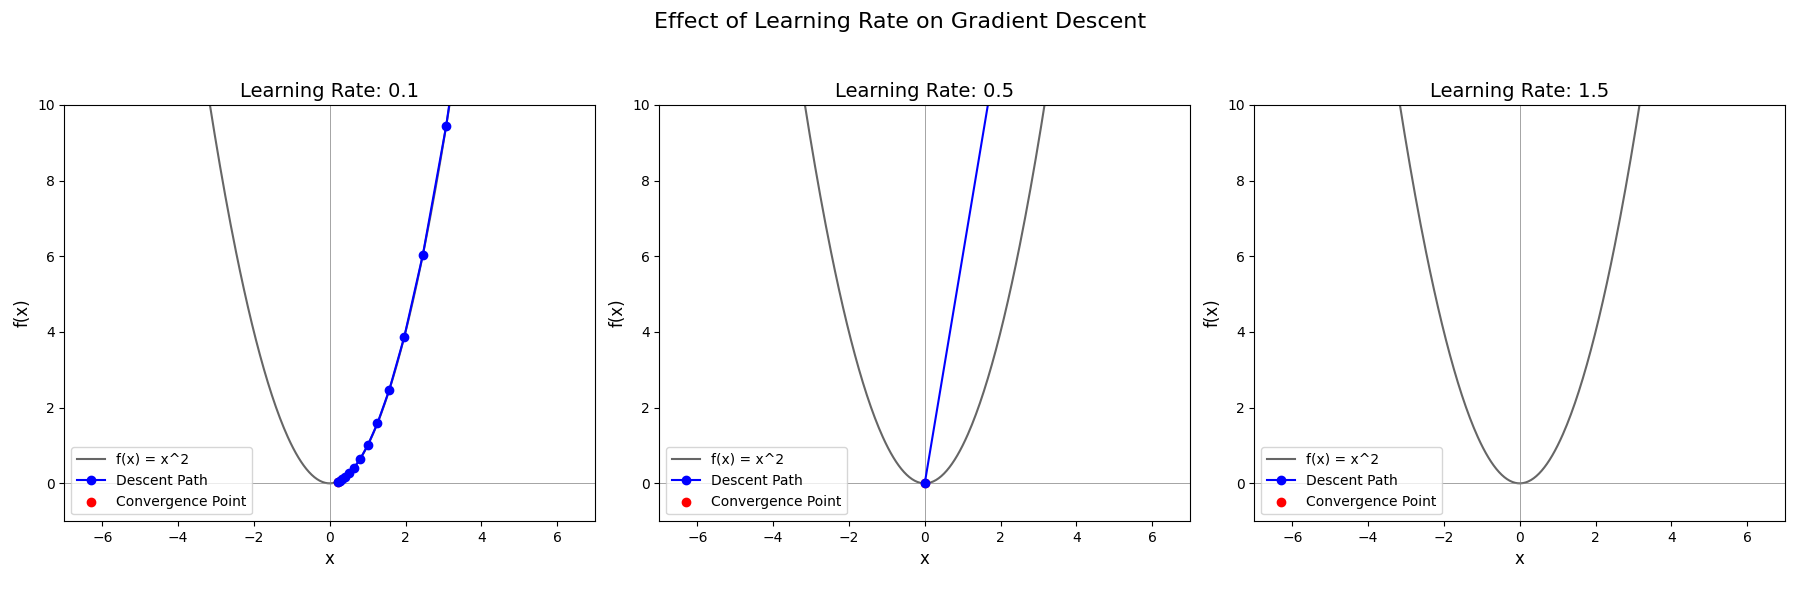 Effect of Learning Rate on Gradient Descent
Learning Rate: 0.1
10
8
6
4
2
0
f(x)
f(x) = x^2
Descent Path
Convergence Point
−6
−4
−2
0
2
4
6
x
Learning Rate: 0.5
10
8
6
4
2
0
f(x)
f(x) = x^2
Descent Path
Convergence Point
−6
−4
−2
0
2
4
6
x
Learning Rate: 1.5
10
8
6
4
2
0
f(x)
f(x) = x^2
Descent Path
Convergence Point
−6
−4
−2
0
2
4
6
x